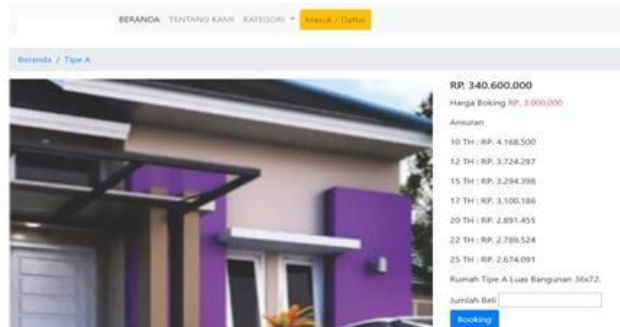 BERANDA TENTANG KAMI KATEGORI Masuk / Daftar
Beranda / Tipe A
RP. 340.600.000
Harga Boking RP. 3.000.000
Ansuran
10 TH : RP. 4.168.500
12 TH : RP. 3.724.287
15 TH : RP. 3.294.398
17 TH : RP. 3.100.186
20 TH : RP. 2.891.455
22 TH : RP. 2.789.524
25 TH : RP. 2.674.091
Rumah Tipe A Luas Bangunan 36x72.
Jumlah Beli
Booking